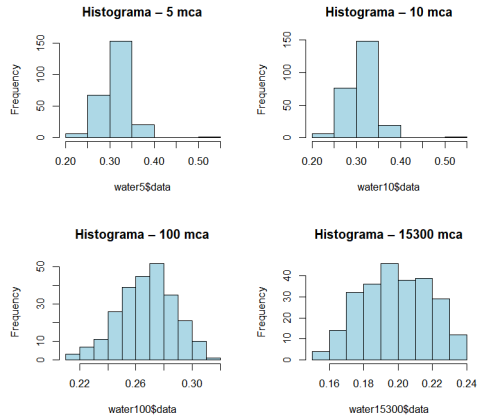 Histograma – 5 mca
Frequency
0 50 100 150
0.20 0.30 0.40 0.50
water5$data
Histograma – 10 mca
Frequency
0 50 100 150
0.20 0.30 0.40 0.50
water10$data
Histograma – 100 mca
Frequency
0 10 30 50
0.22 0.26 0.30
water100$data
Histograma – 15300 mca
Frequency
0 10 20 30 40
0.16 0.18 0.20 0.22 0.24
water15300$data